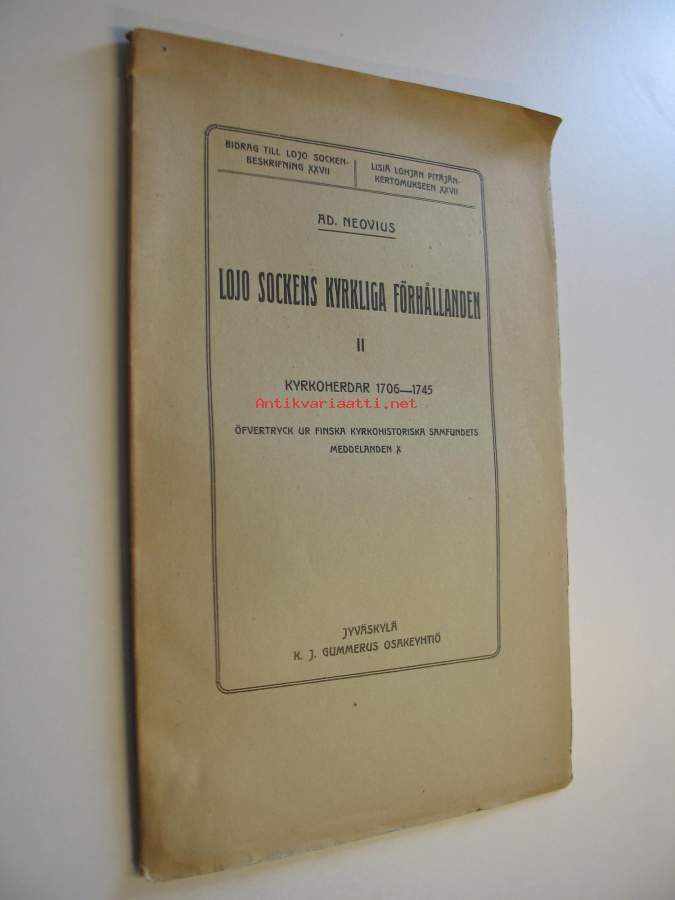 BIDRAG TILL LOJO SOCKEN-
BESKRIFNING XXVII
LISIÄ LOHJAN PITÄJÄN-
KERTOMUKSEEN XXVII
AD. NEOVIUS
LOJO SOCKENS KYRKLIGA FÖRHÅLLANDEN
II
KYRKOHERDAR 1706—1745
Antikvariaatti.net
ÖFVERTRYCK UR FINSKA KYRKOHISTORISKA SAMFUNDETS
MEDDELANDEN X
JYVÄSKYLÄ
K. J. GUMMERUS OSAKEYHTIÖ